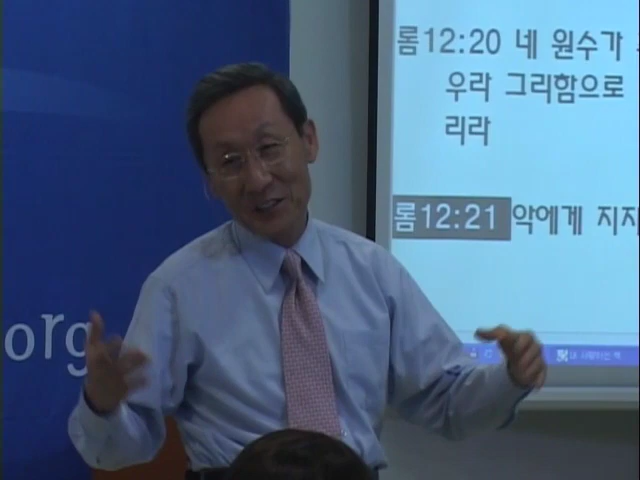 롬12:20 네 원수가
우라 그리함으로
리라
롬12:21 악에게 지지
org